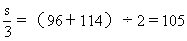 s/3 = （96+114）÷2=105